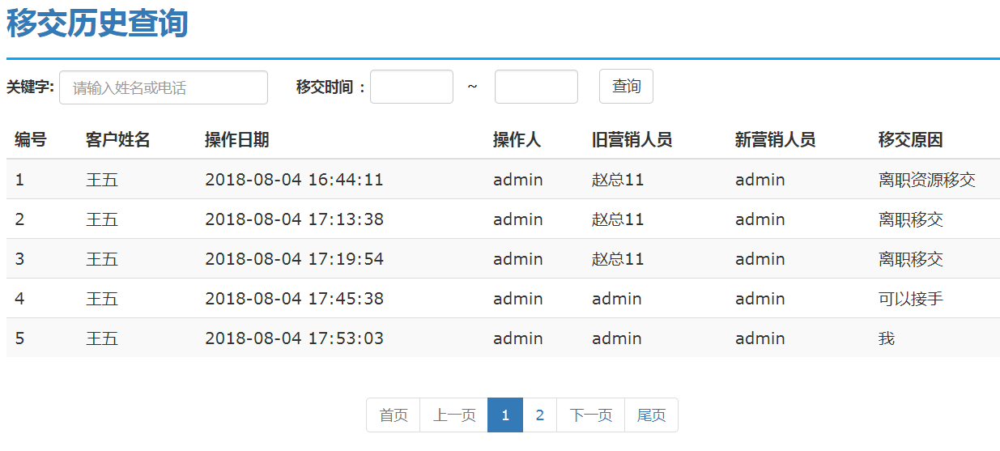 移交历史查询
关键字: 请输入姓名或电话 移交时间 : ~ 查询
编号 客户姓名 操作日期 操作人 旧营销人员 新营销人员 移交原因
1 王五 2018-08-04 16:44:11 admin 赵总11 admin 离职资源移交
2 王五 2018-08-04 17:13:38 admin 赵总11 admin 离职移交
3 王五 2018-08-04 17:19:54 admin 赵总11 admin 离职移交
4 王五 2018-08-04 17:45:38 admin admin admin 可以接手
5 王五 2018-08-04 17:53:03 admin admin admin 我
首页 上一页 1 2 下一页 尾页